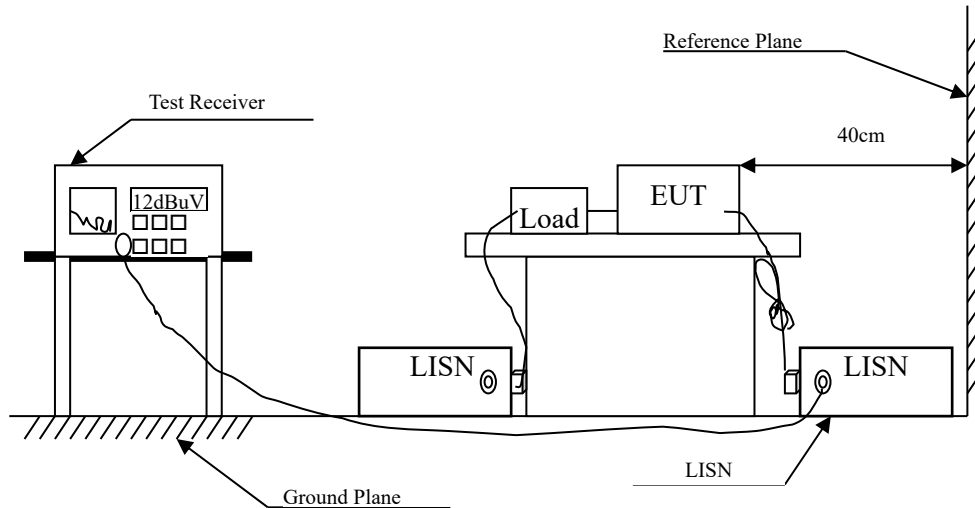 Reference Plane
Test Receiver
40cm
12dBuV
Load
EUT
LISN
LISN
LISN
Ground Plane